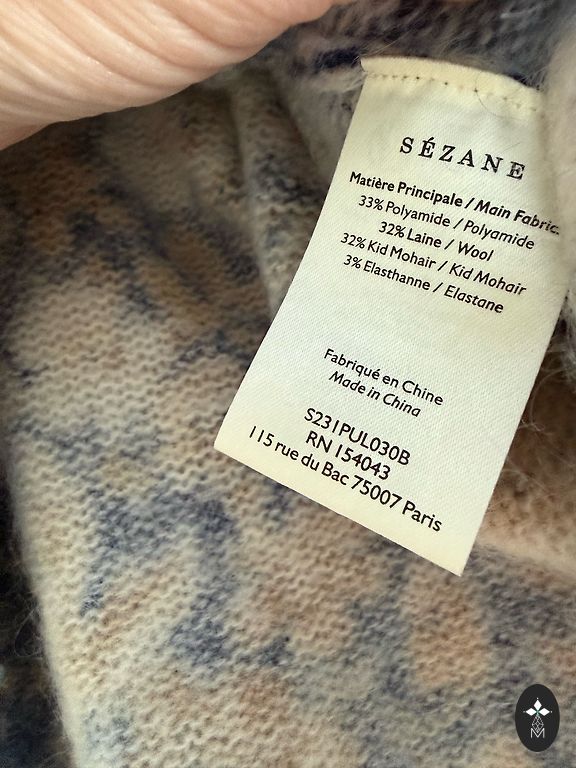 SÉZANE
Matière Principale / Main Fabric:
33% Polyamide / Polyamide
32% Laine / Wool
32% Kid Mohair / Kid Mohair
3% Elasthanne / Elastane
Fabriqué en Chine
Made in China
S231PUL030B
RN 154043
115 rue du Bac 75007 Paris
M